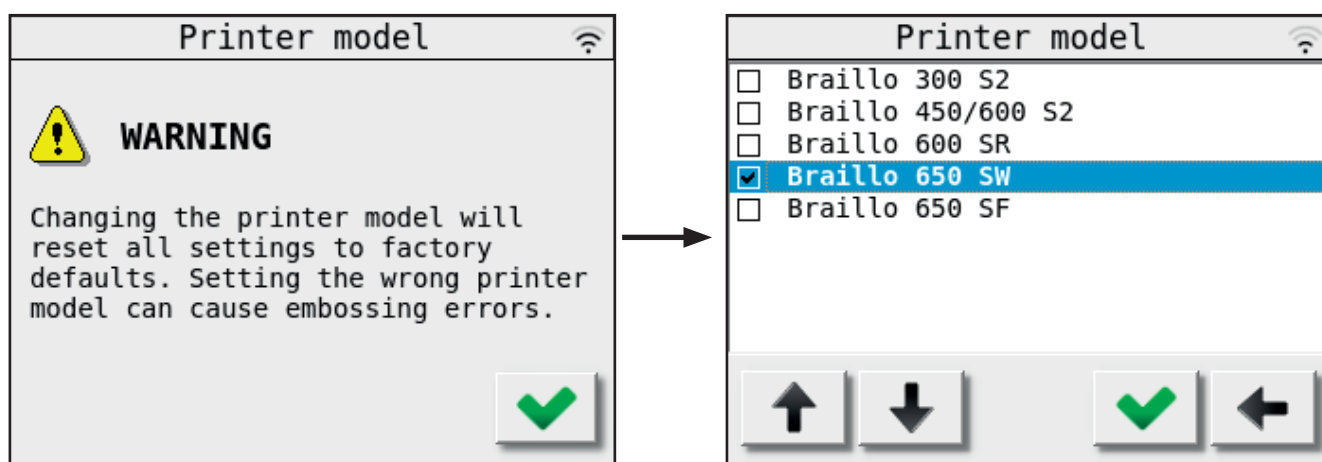 Printer model
WARNING
Changing the printer model will
reset all settings to factory
defaults. Setting the wrong printer
model can cause embossing errors.
Printer model
Braillo 300 S2
Braillo 450/600 S2
Braillo 600 SR
Braillo 650 SW
Braillo 650 SF